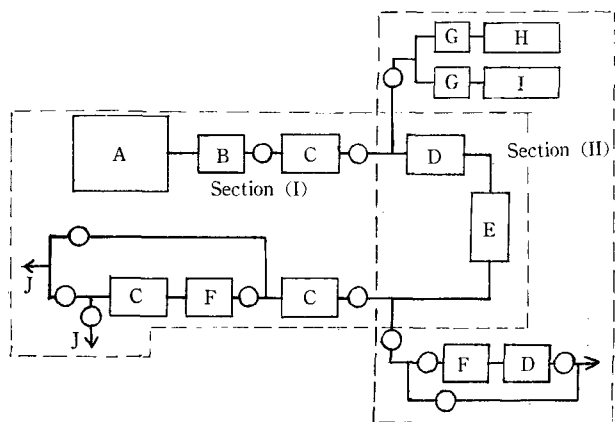 G H
G I
A B C D Section (II)
Section (I)
E
J C F C
J
F D